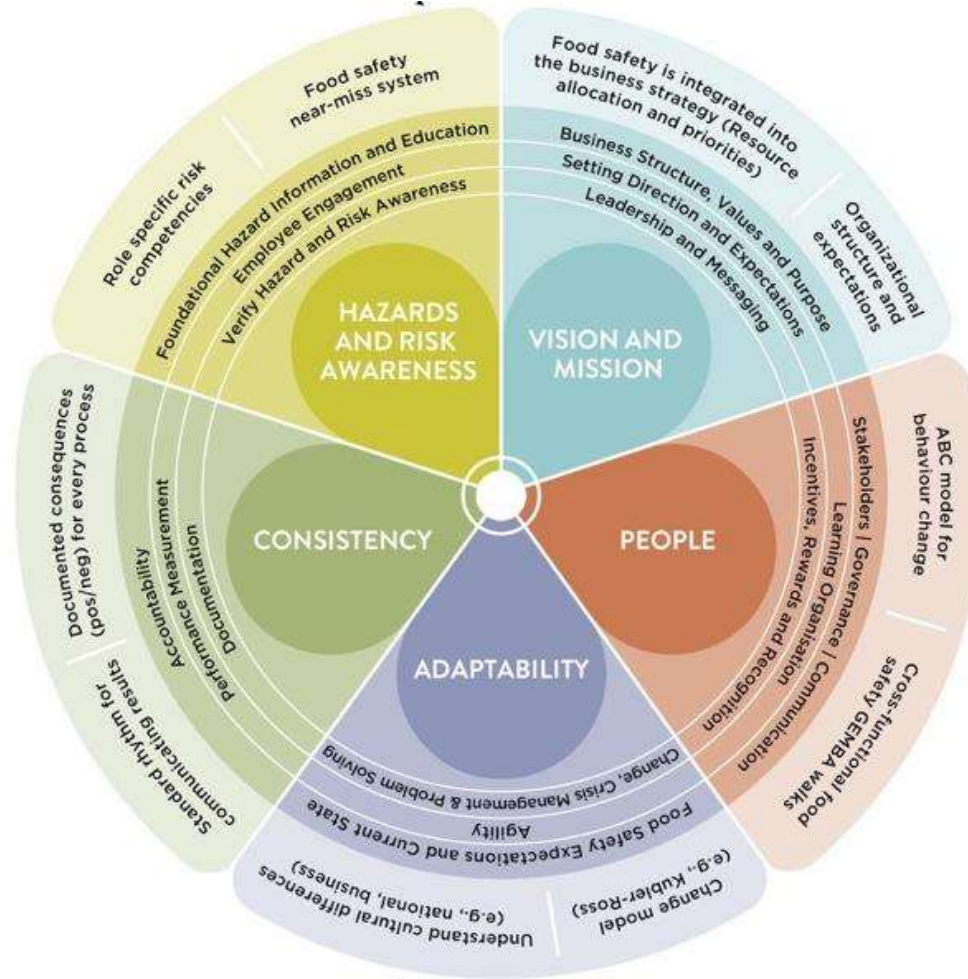 Food safety is integrated into
the business strategy (Resource
allocation and priorities)
Organizational
structure and
expectations
Business Structure, Values and Purpose
Setting Direction and Expectations
Leadership and Messaging
VISION AND
MISSION
ABC model for
behaviour change
Cross-functional food
safety GEMBA walks
Stakeholders | Governance | Communication
Learning Organisation
Incentives, Rewards and Recognition
PEOPLE
Change model
(e.g., Kubler-Ross)
Understand cultural differences
(e.g., national, business)
Food Safety Expectations and Current State
Agility
Change, Crisis Management & Problem Solving
ADAPTABILITY
Standard rhythm for
communicating results
Documented consequences
(pos/neg) for every process
Accountability
Performance Measurement
Documentation
CONSISTENCY
Role specific risk
competencies
Food safety
near-miss system
Foundational Hazard Information and Education
Employee Engagement
Verify Hazard and Risk Awareness
HAZARDS
AND RISK
AWARENESS